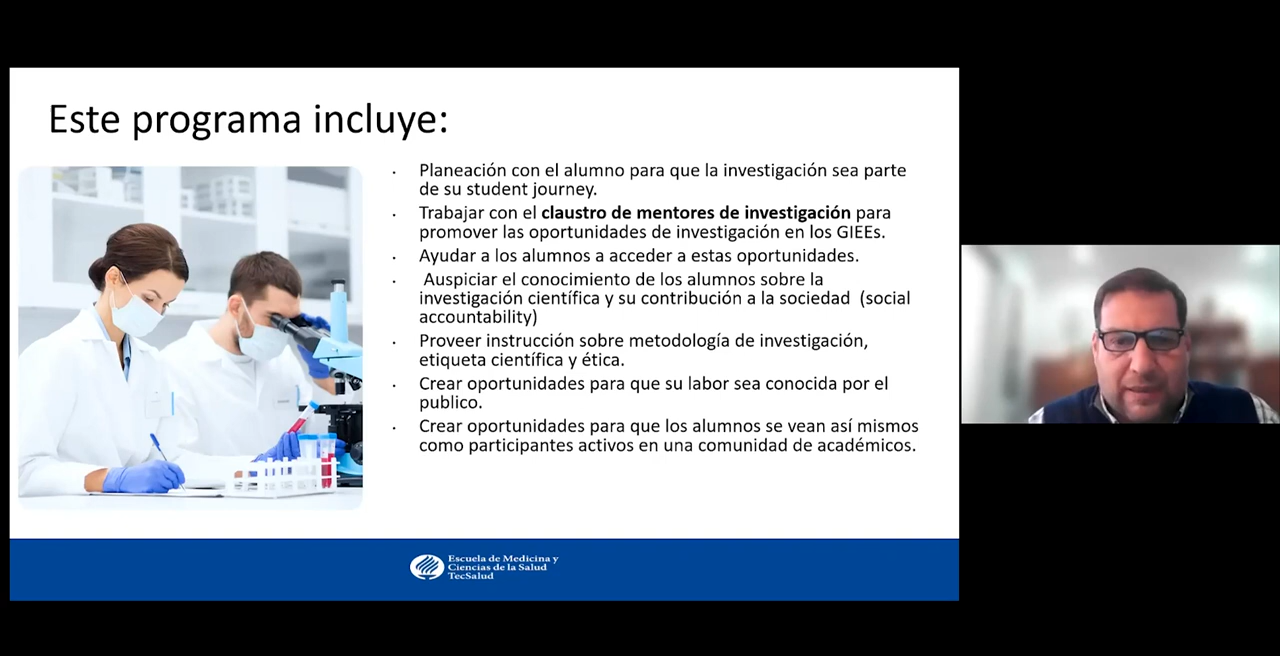 Este programa incluye:
· Planeación con el alumno para que la investigación sea parte
de su student journey.
· Trabajar con el claustro de mentores de investigación para
promover las oportunidades de investigación en los GIEEs.
· Ayudar a los alumnos a acceder a estas oportunidades.
· Auspiciar el conocimiento de los alumnos sobre la
investigación científica y su contribución a la sociedad (social
accountability)
· Proveer instrucción sobre metodología de investigación,
etiqueta científica y ética.
· Crear oportunidades para que su labor sea conocida por el
publico.
· Crear oportunidades para que los alumnos se vean así mismos
como participantes activos en una comunidad de académicos.
Escuela de Medicina y
Ciencias de la Salud
TecSalud